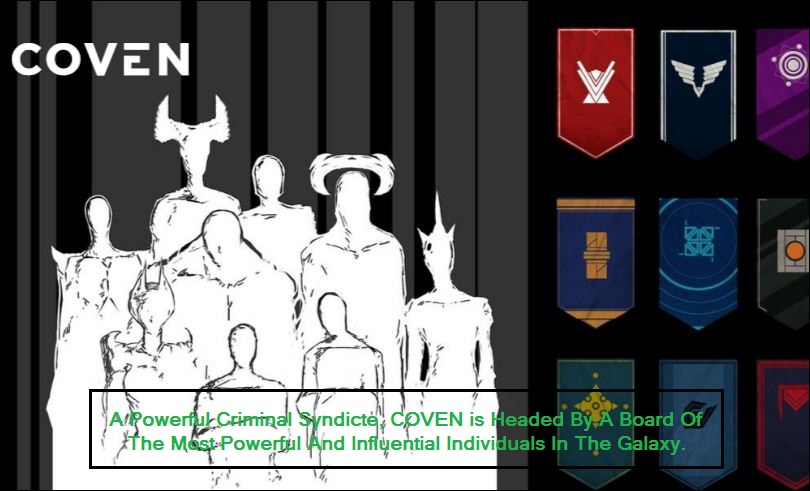 COVEN
A Powerful Criminal Syndicte, COVEN is Headed By A Board Of
The Most Powerful And Influential Individuals In The Galaxy.